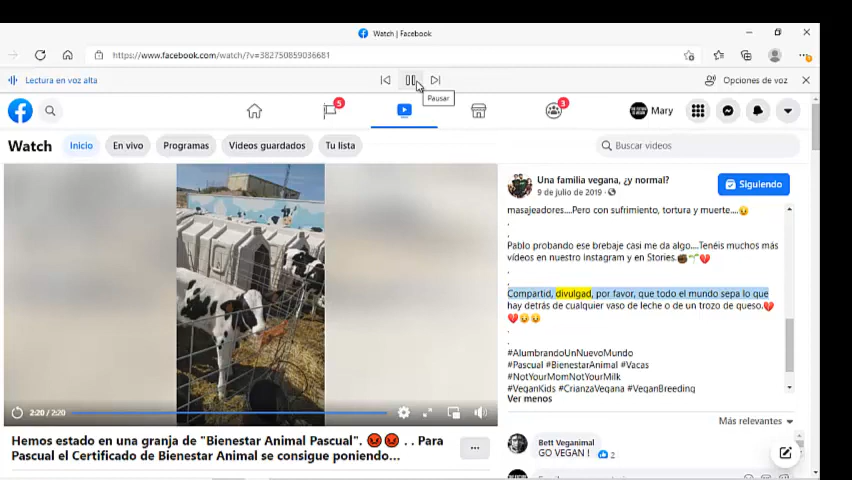 Watch | Facebook
https://www.facebook.com/watch/?v=382750859036681
Lectura en voz alta
Opciones de voz
Pausar
5
3
Mary
Watch
Inicio
En vivo
Programas
Videos guardados
Tu lista
Buscar videos
Una familia vegana, ¿y normal?
9 de julio de 2019 ·
Siguiendo
masajeadores....Pero con sufrimiento, tortura y muerte....😖
.
.
Pablo probando ese brebaje casi me da algo....Tenéis muchos más
vídeos en nuestro Instagram y en Stories.✊🏿🌱💔
.
.
Compartid, divulgad, por favor, que todo el mundo sepa lo que
hay detrás de cualquier vaso de leche o de un trozo de queso.💔
💔😖😖
.
.
#AlumbrandoUnNuevoMundo
#Pascual #BienestarAnimal #Vacas
#NotYourMomNotYourMilk
#VeganKids #CrianzaVegana #VeganBreeding
Ver menos
2:20 / 2:20
Hemos estado en una granja de "Bienestar Animal Pascual". 😡😡 . . Para
Pascual el Certificado de Bienestar Animal se consigue poniendo...
...
Más relevantes
Bett Veganimal
GO VEGAN !
2